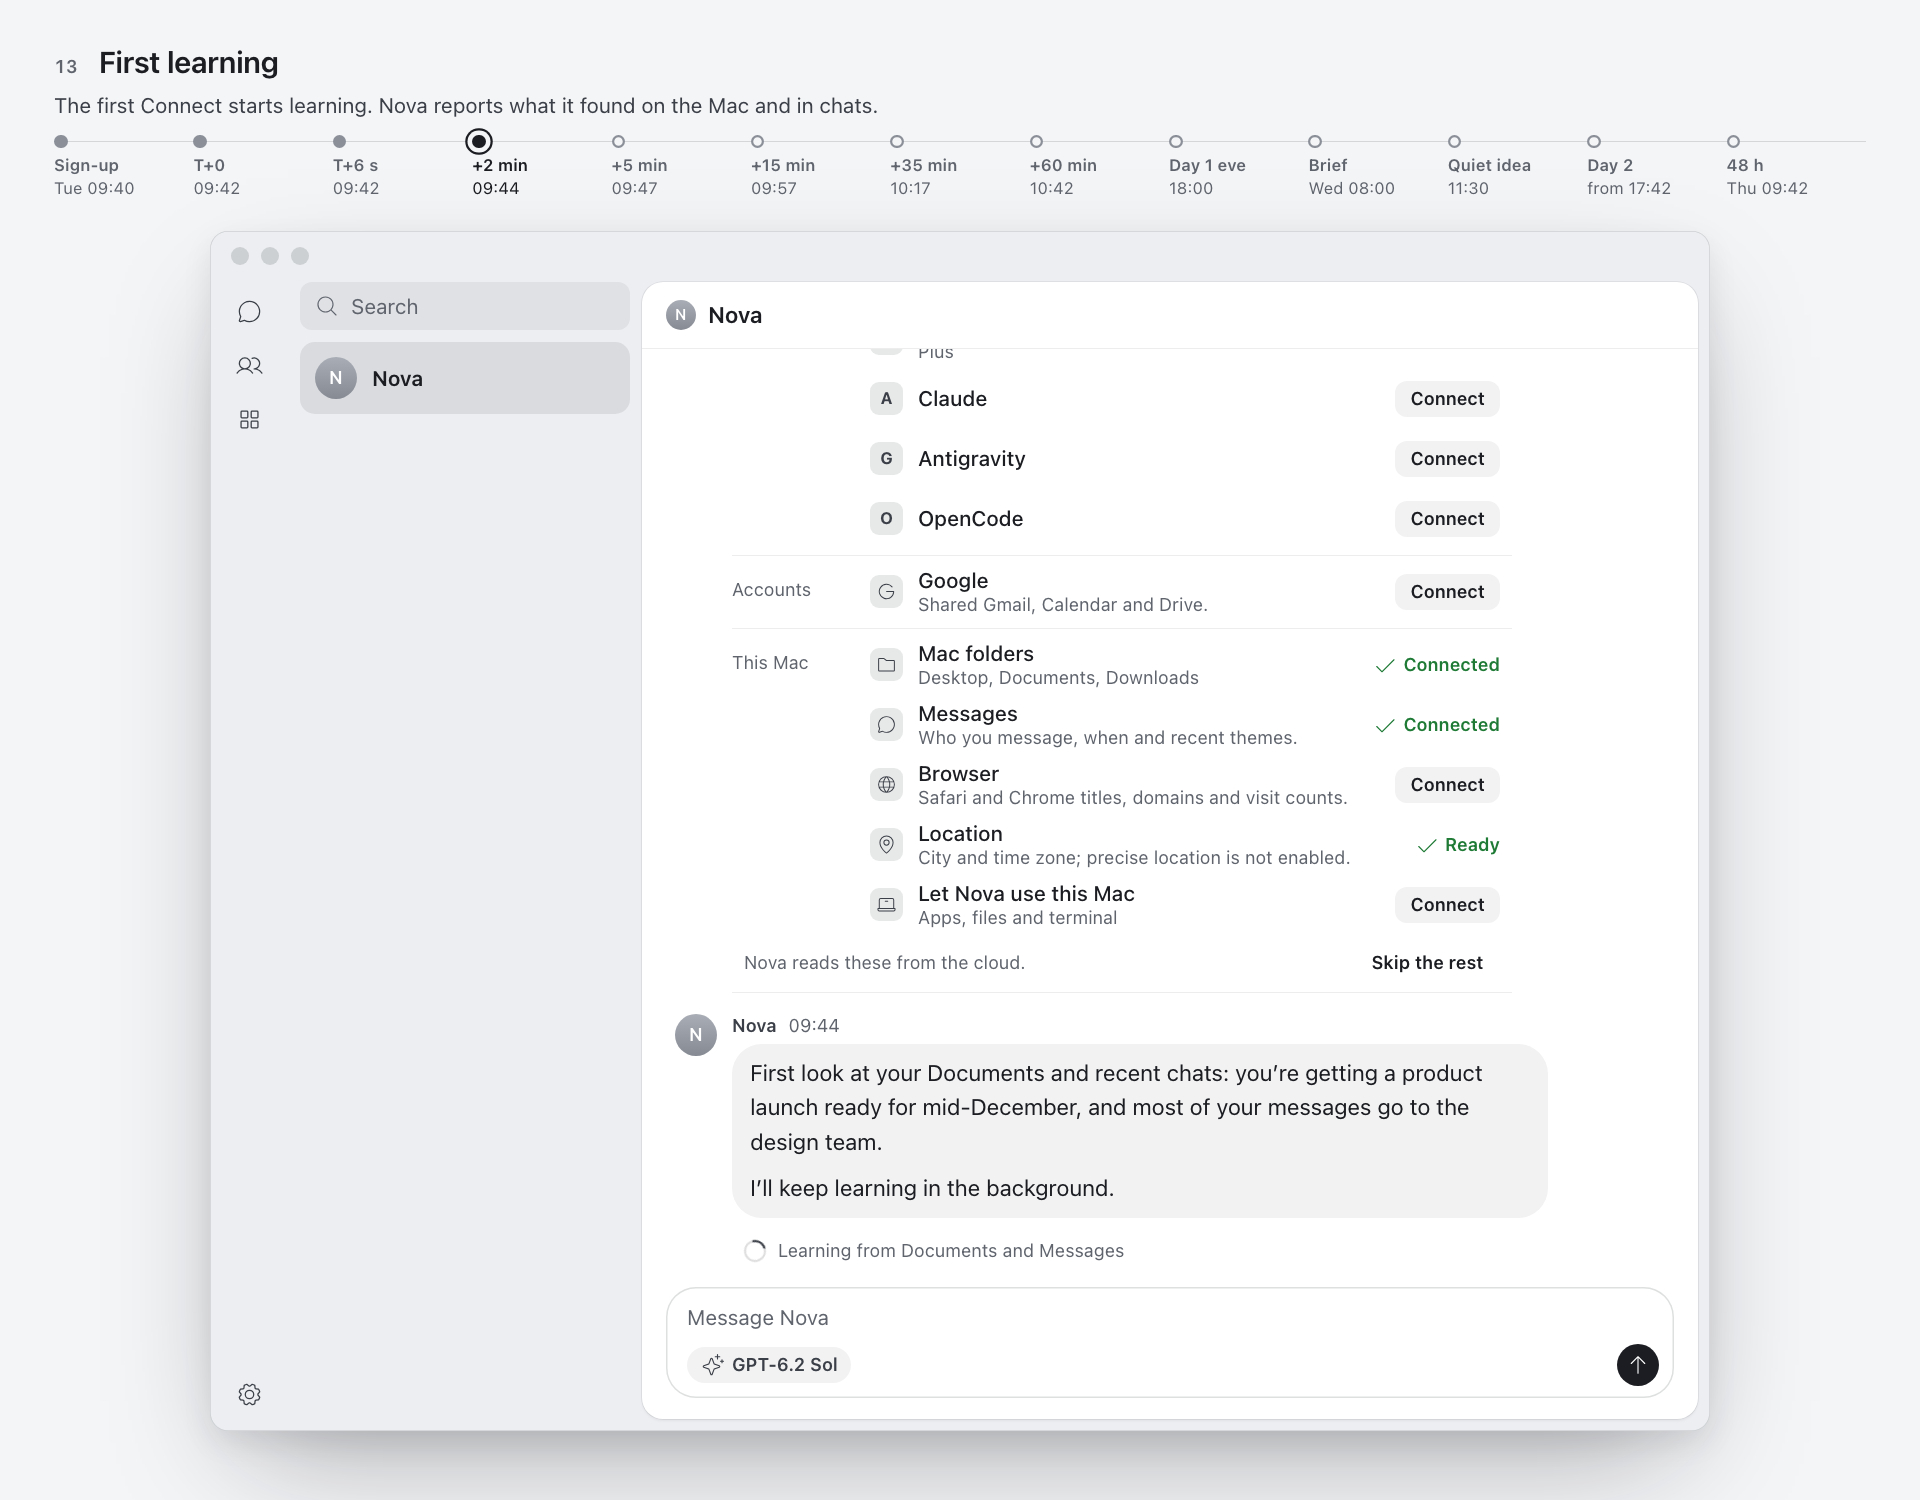 13 First learning
The first Connect starts learning. Nova reports what it found on the Mac and in chats.
Sign-up T+0 T+6 s +2 min +5 min +15 min +35 min +60 min Day 1 eve Brief Quiet idea Day 2 48 h
Tue 09:40 09:42 09:42 09:44 09:47 09:57 10:17 10:42 18:00 Wed 08:00 11:30 from 17:42 Thu 09:42
Search
N Nova
N Nova
Plus
A Claude Connect
G Antigravity Connect
O OpenCode Connect
Accounts
Google Connect
Shared Gmail, Calendar and Drive.
This Mac
Mac folders Connected
Desktop, Documents, Downloads
Messages Connected
Who you message, when and recent themes.
Browser Connect
Safari and Chrome titles, domains and visit counts.
Location Ready
City and time zone; precise location is not enabled.
Let Nova use this Mac Connect
Apps, files and terminal
Nova reads these from the cloud. Skip the rest
N Nova 09:44
First look at your Documents and recent chats: you’re getting a product
launch ready for mid-December, and most of your messages go to the
design team.
I’ll keep learning in the background.
Learning from Documents and Messages
Message Nova
GPT-6.2 Sol